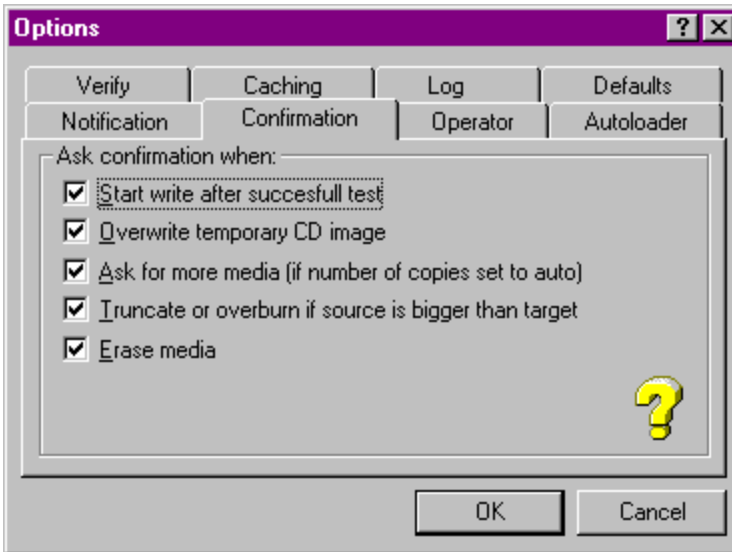 Options
Verify Caching Log Defaults
Notification Confirmation Operator Autoloader
Ask confirmation when:
Start write after succesfull test
Overwrite temporary CD image
Ask for more media (if number of copies set to auto)
Truncate or overburn if source is bigger than target
Erase media
OK Cancel